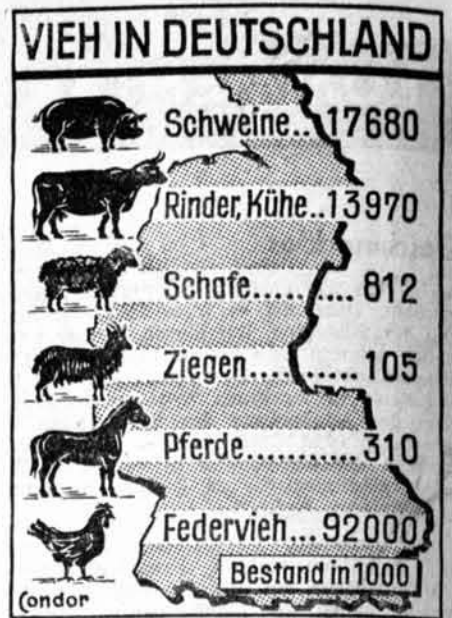 VIEH IN DEUTSCHLAND
Schweine..17680
Rinder, Kühe..13970
Schafe.......... 812
Ziegen........... 105
Pferde........... 310
Federvieh...92000
Bestand in 1000
Condor